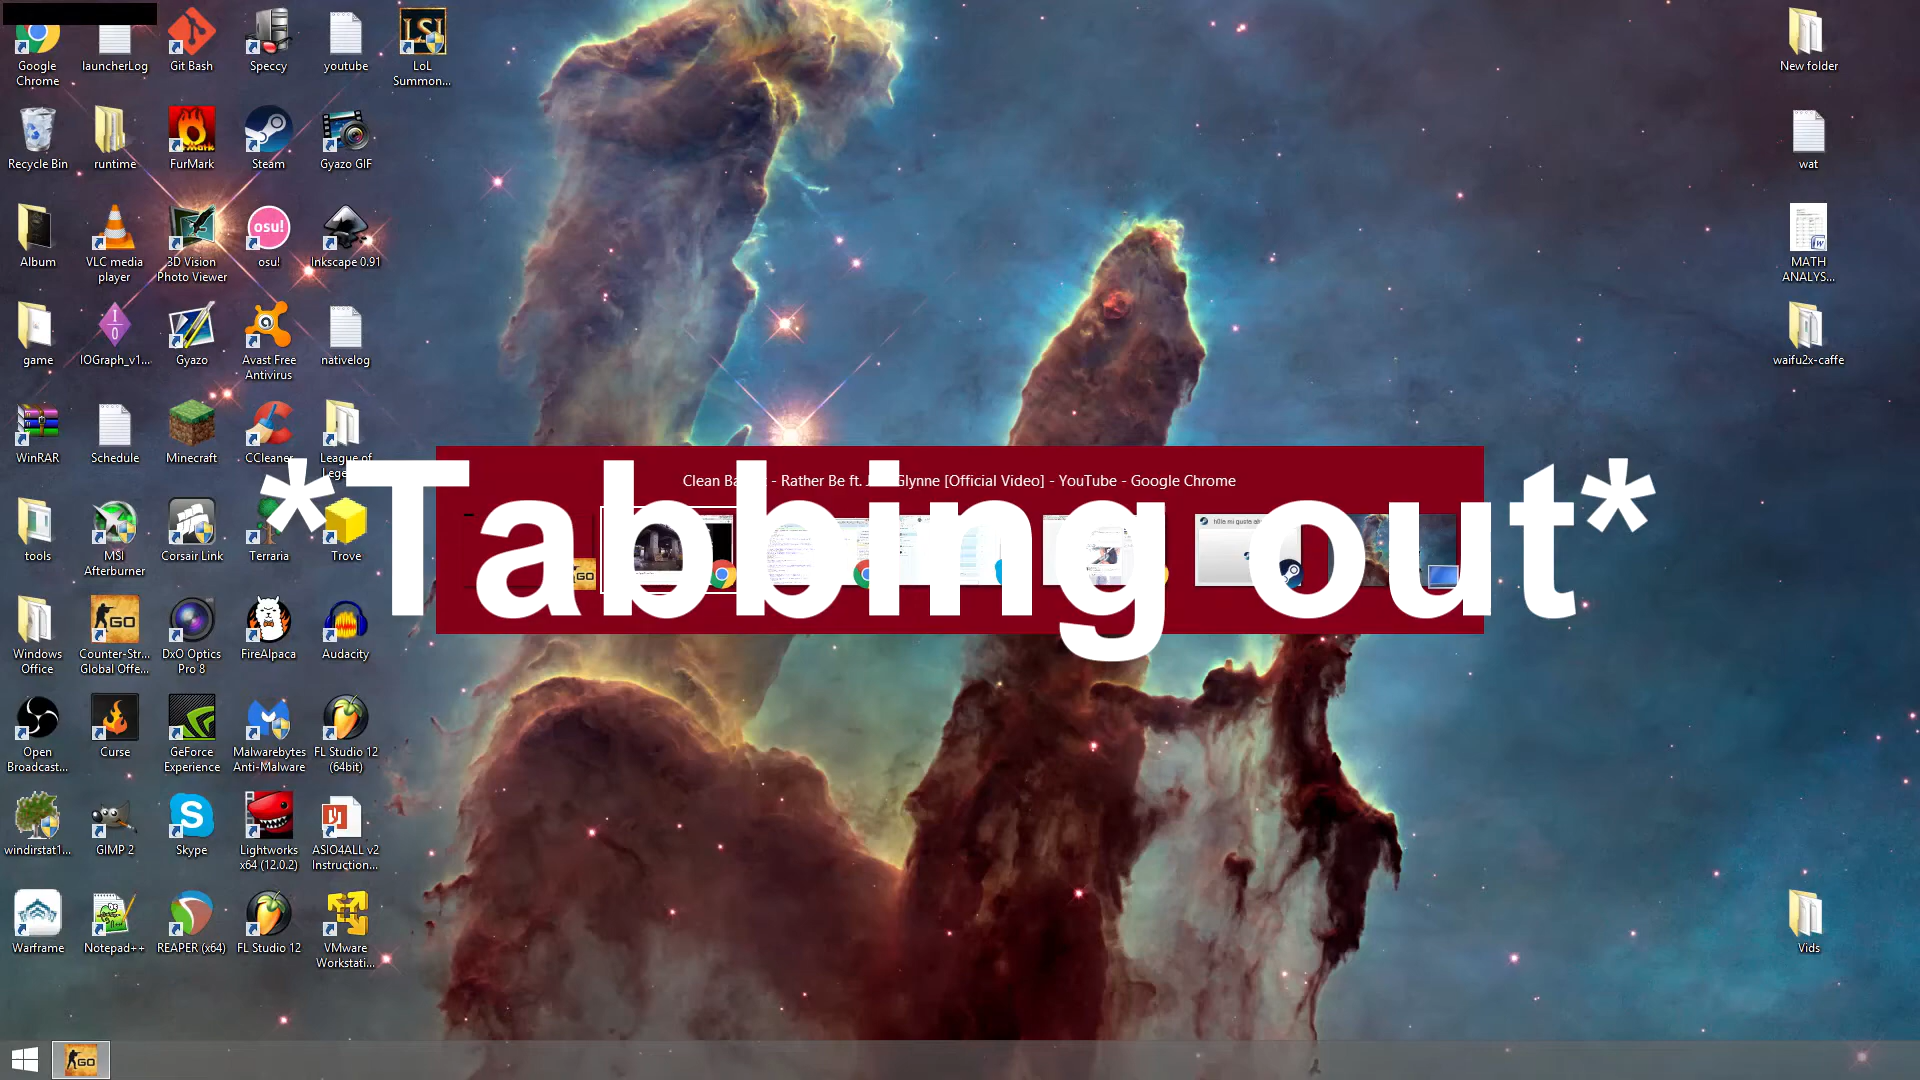 Google
Chrome
launcherLog
Git Bash
Speccy
youtube
LoL
Summon...
New folder
Recycle Bin
runtime
FurMark
Steam
Gyazo GIF
wat
Album
VLC media
player
3D Vision
Photo Viewer
osu!
osu!
Inkscape 0.91
MATH
ANALYS...
game
IOGraph_v1...
Gyazo
Avast Free
Antivirus
nativelog
waifu2x-caffe
WinRAR
Schedule
Minecraft
CCleaner
League of
Clean Ba - Rather Be ft. Glynne [Official Video] - YouTube - Google Chrome
*Tabbing out*
tools
MSI
Afterburner
Corsair Link
Terraria
Trove
Windows
Office
Counter-Str...
Global Offe...
DxO Optics
Pro 8
FireAlpaca
Audacity
Open
Broadcast...
Curse
GeForce
Experience
Malwarebytes
Anti-Malware
FL Studio 12
(64bit)
windirstat1...
GIMP 2
Skype
Lightworks
x64 (12.0.2)
ASIO4ALL v2
Instruction...
Warframe
Notepad++
REAPER (x64)
FL Studio 12
VMware
Workstati...
Vids
GO